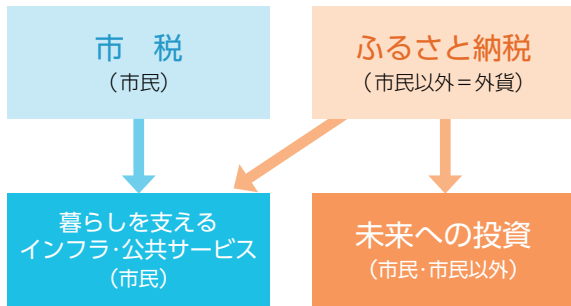 市　税
（市民）
ふるさと納税
（市民以外＝外貨）
暮らしを支える
インフラ・公共サービス
（市民）
未来への投資
（市民・市民以外）